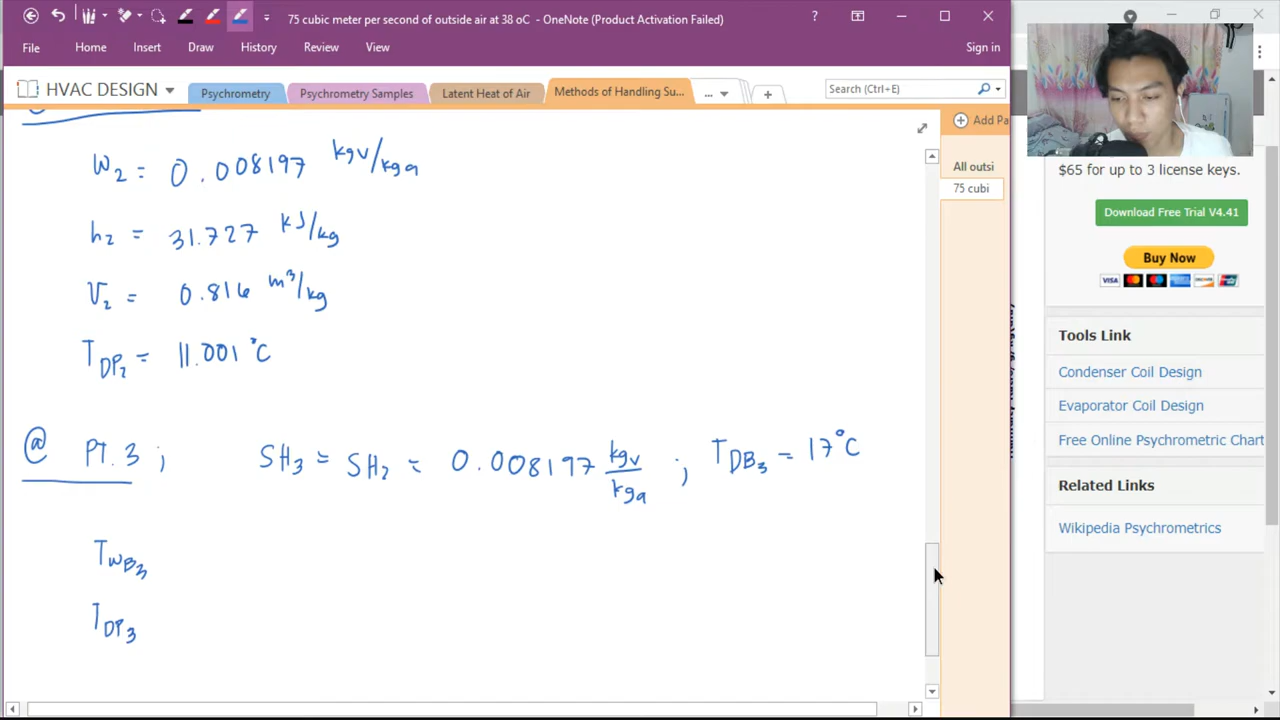 75 cubic meter per second of outside air at 38 oC - OneNote (Product Activation Failed)
File Home Insert Draw History Review View Sign in
HVAC DESIGN Psychrometry Psychrometry Samples Latent Heat of Air Methods of Handling Su... ... Search (Ctrl+E)
Add Pa
All outsi
75 cubi
W₂ = 0.008197 kgv/kga
h₂ = 31.727 kJ/kg
V₂ = 0.816 m³/kg
T_DP₂ = 11.001 °C
@ PT. 3 ; SH₃ = SH₂ = 0.008197 kgv/kga ; T_DB₃ = 17°C
T_WB₃
T_DP₃
$65 for up to 3 license keys.
Download Free Trial V4.41
Buy Now
VISA
Tools Link
Condenser Coil Design
Evaporator Coil Design
Free Online Psychrometric Chart
Related Links
Wikipedia Psychrometrics